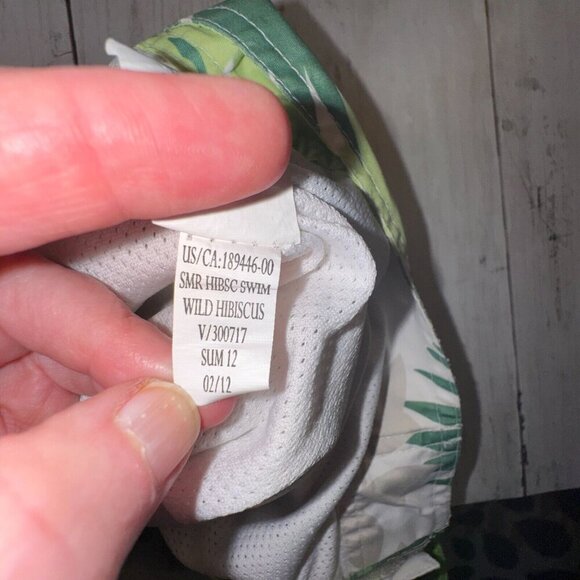 US/CA:189446-00
SMR HIBSC SWIM
WILD HIBISCUS
V/300717
SUM 12
02/12